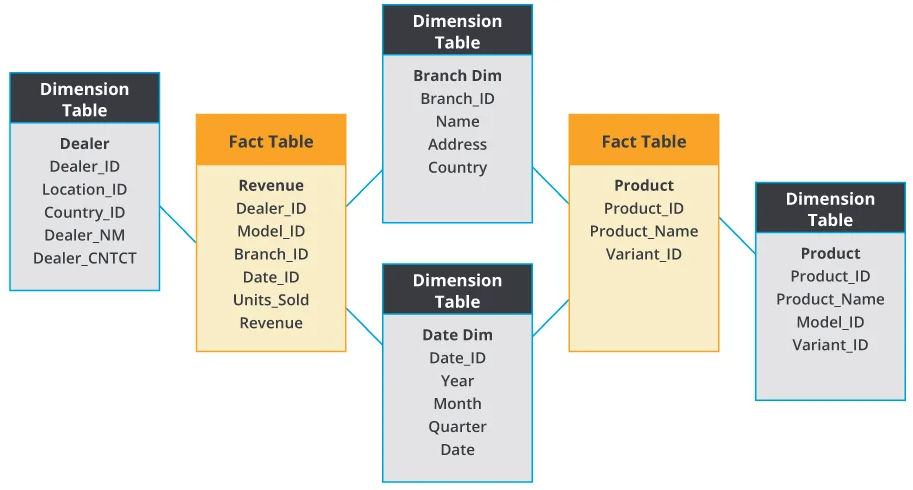 Dimension
Table
Dealer
Dealer_ID
Location_ID
Country_ID
Dealer_NM
Dealer_CNTCT
Fact Table
Revenue
Dealer_ID
Model_ID
Branch_ID
Date_ID
Units_Sold
Revenue
Dimension
Table
Branch Dim
Branch_ID
Name
Address
Country
Dimension
Table
Date Dim
Date_ID
Year
Month
Quarter
Date
Fact Table
Product
Product_ID
Product_Name
Variant_ID
Dimension
Table
Product
Product_ID
Product_Name
Model_ID
Variant_ID